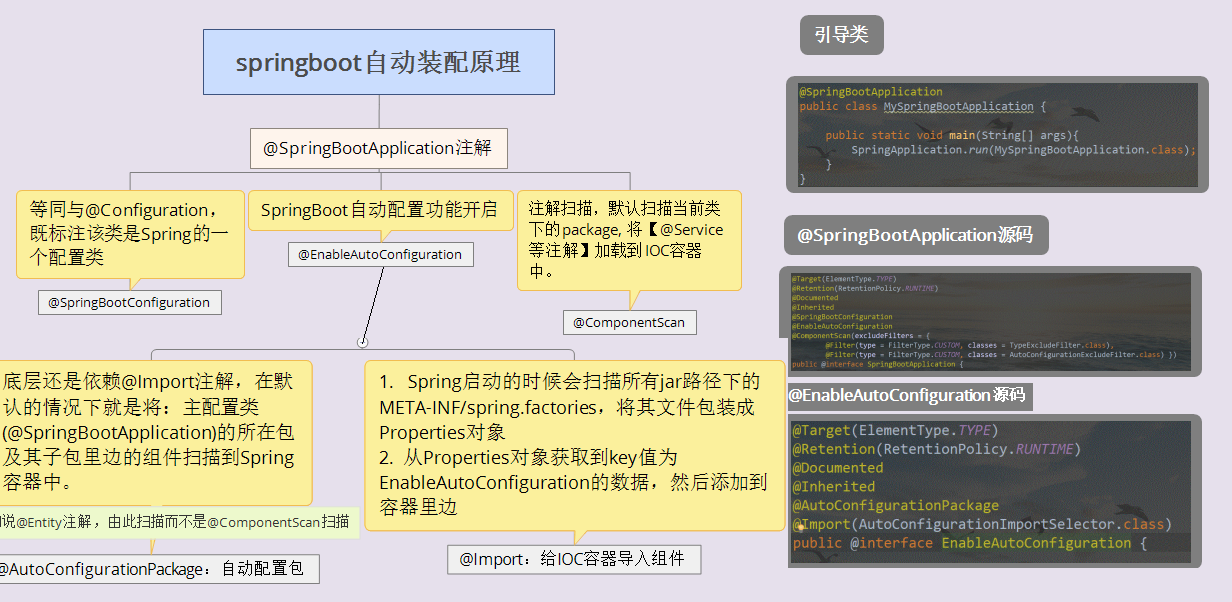 springboot自动装配原理
@SpringBootApplication注解
等同与@Configuration，
既标注该类是Spring的一
个配置类
@SpringBootConfiguration
SpringBoot自动配置功能开启
@EnableAutoConfiguration
注解扫描，默认扫描当前类
下的package, 将【@Service
等注解】加载到IOC容器
中。
@ComponentScan
底层还是依赖@Import注解，在默
认的情况下就是将：主配置类
(@SpringBootApplication)的所在包
及其子包里边的组件扫描到Spring
容器中。
说@Entity注解，由此扫描而不是@ComponentScan扫描
@AutoConfigurationPackage：自动配置包
1. Spring启动的时候会扫描所有jar路径下的
META-INF/spring.factories，将其文件包装成
Properties对象
2. 从Properties对象获取到key值为
EnableAutoConfiguration的数据，然后添加到
容器里边
@Import：给IOC容器导入组件
引导类
@SpringBootApplication
public class MySpringBootApplication {
public static void main(String[] args){
SpringApplication.run(MySpringBootApplication.class);
}
}
@SpringBootApplication源码
@Target(ElementType.TYPE)
@Retention(RetentionPolicy.RUNTIME)
@Documented
@Inherited
@SpringBootConfiguration
@EnableAutoConfiguration
@ComponentScan(excludeFilters = {
@Filter(type = FilterType.CUSTOM, classes = TypeExcludeFilter.class),
@Filter(type = FilterType.CUSTOM, classes = AutoConfigurationExcludeFilter.class) })
public @interface SpringBootApplication {
@EnableAutoConfiguration源码
@Target(ElementType.TYPE)
@Retention(RetentionPolicy.RUNTIME)
@Documented
@Inherited
@AutoConfigurationPackage
@Import(AutoConfigurationImportSelector.class)
public @interface EnableAutoConfiguration {